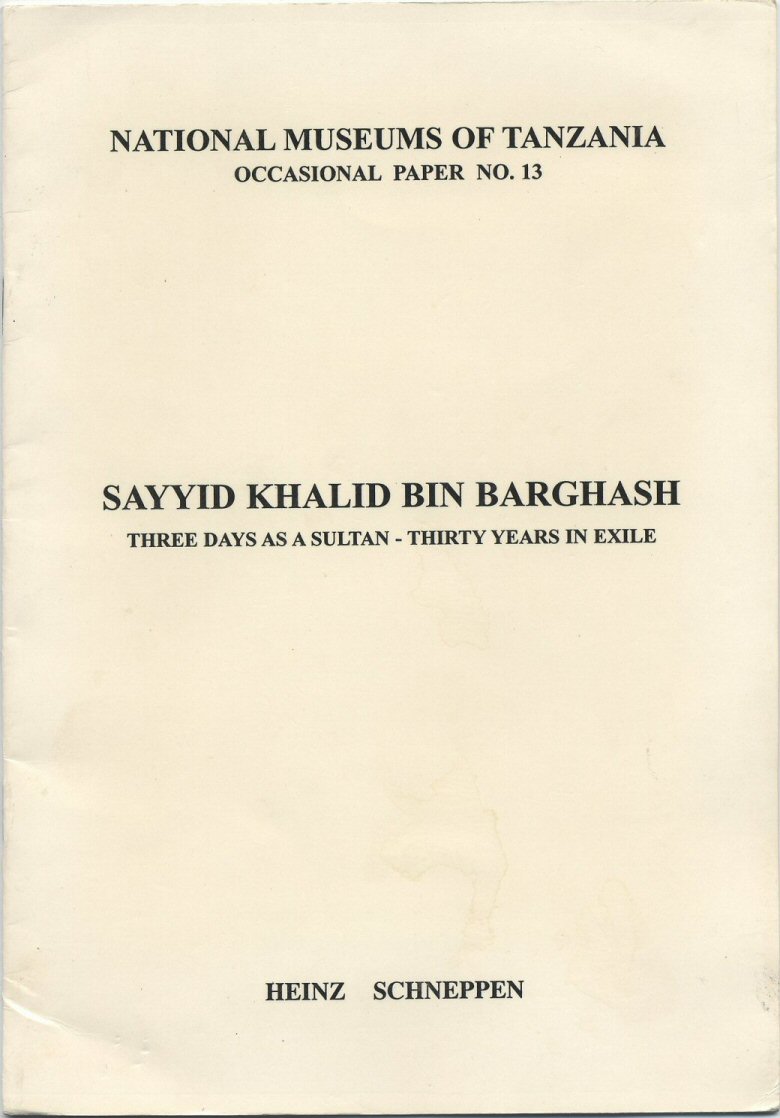 NATIONAL MUSEUMS OF TANZANIA
OCCASIONAL PAPER NO. 13
SAYYID KHALID BIN BARGHASH
THREE DAYS AS A SULTAN - THIRTY YEARS IN EXILE
HEINZ SCHNEPPEN